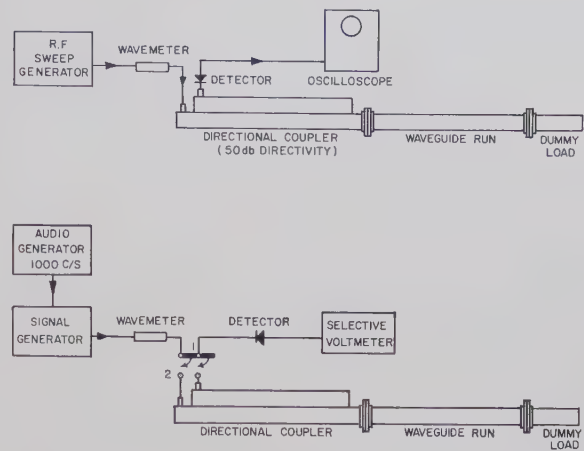 R.F
SWEEP
GENERATOR
WAVEMETER
DETECTOR
OSCILLOSCOPE
DIRECTIONAL COUPLER
(50db DIRECTIVITY)
WAVEGUIDE RUN
DUMMY
LOAD
AUDIO
GENERATOR
1000 C/S
SIGNAL
GENERATOR
WAVEMETER
1
2
DETECTOR
SELECTIVE
VOLTMETER
DIRECTIONAL COUPLER
WAVEGUIDE RUN
DUMMY
LOAD